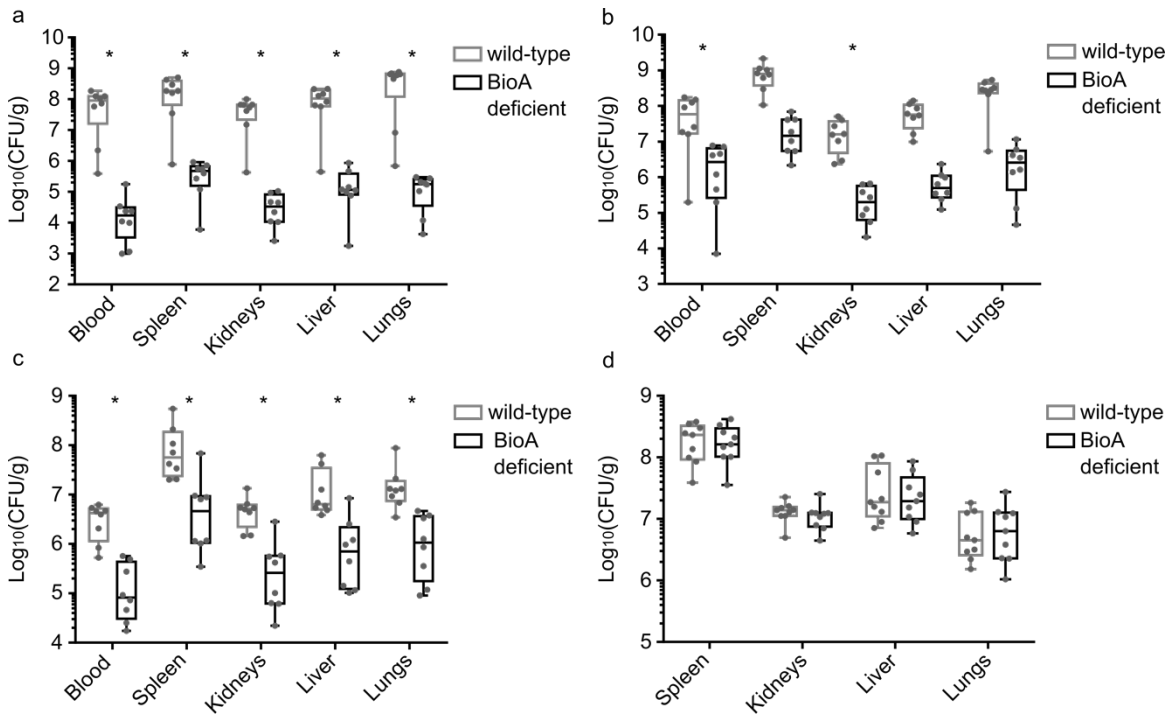 a
10
9
8
7
6
5
4
3
2
Log10(CFU/g)
* * * * *
Blood
Spleen
Kidneys
Liver
Lungs
wild-type
BioA
deficient
b
10
9
8
7
6
5
4
3
Log10(CFU/g)
* *
Blood
Spleen
Kidneys
Liver
Lungs
wild-type
BioA
deficient
c
9
8
7
6
5
4
Log10(CFU/g)
* * * * *
Blood
Spleen
Kidneys
Liver
Lungs
wild-type
BioA
deficient
d
9
8
7
6
5
Log10(CFU/g)
Spleen
Kidneys
Liver
Lungs
wild-type
BioA
deficient